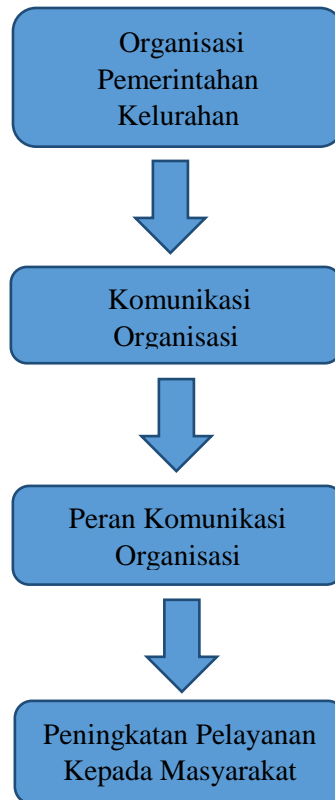 Organisasi
Pemerintahan
Kelurahan
Komunikasi
Organisasi
Peran Komunikasi
Organisasi
Peningkatan Pelayanan
Kepada Masyarakat